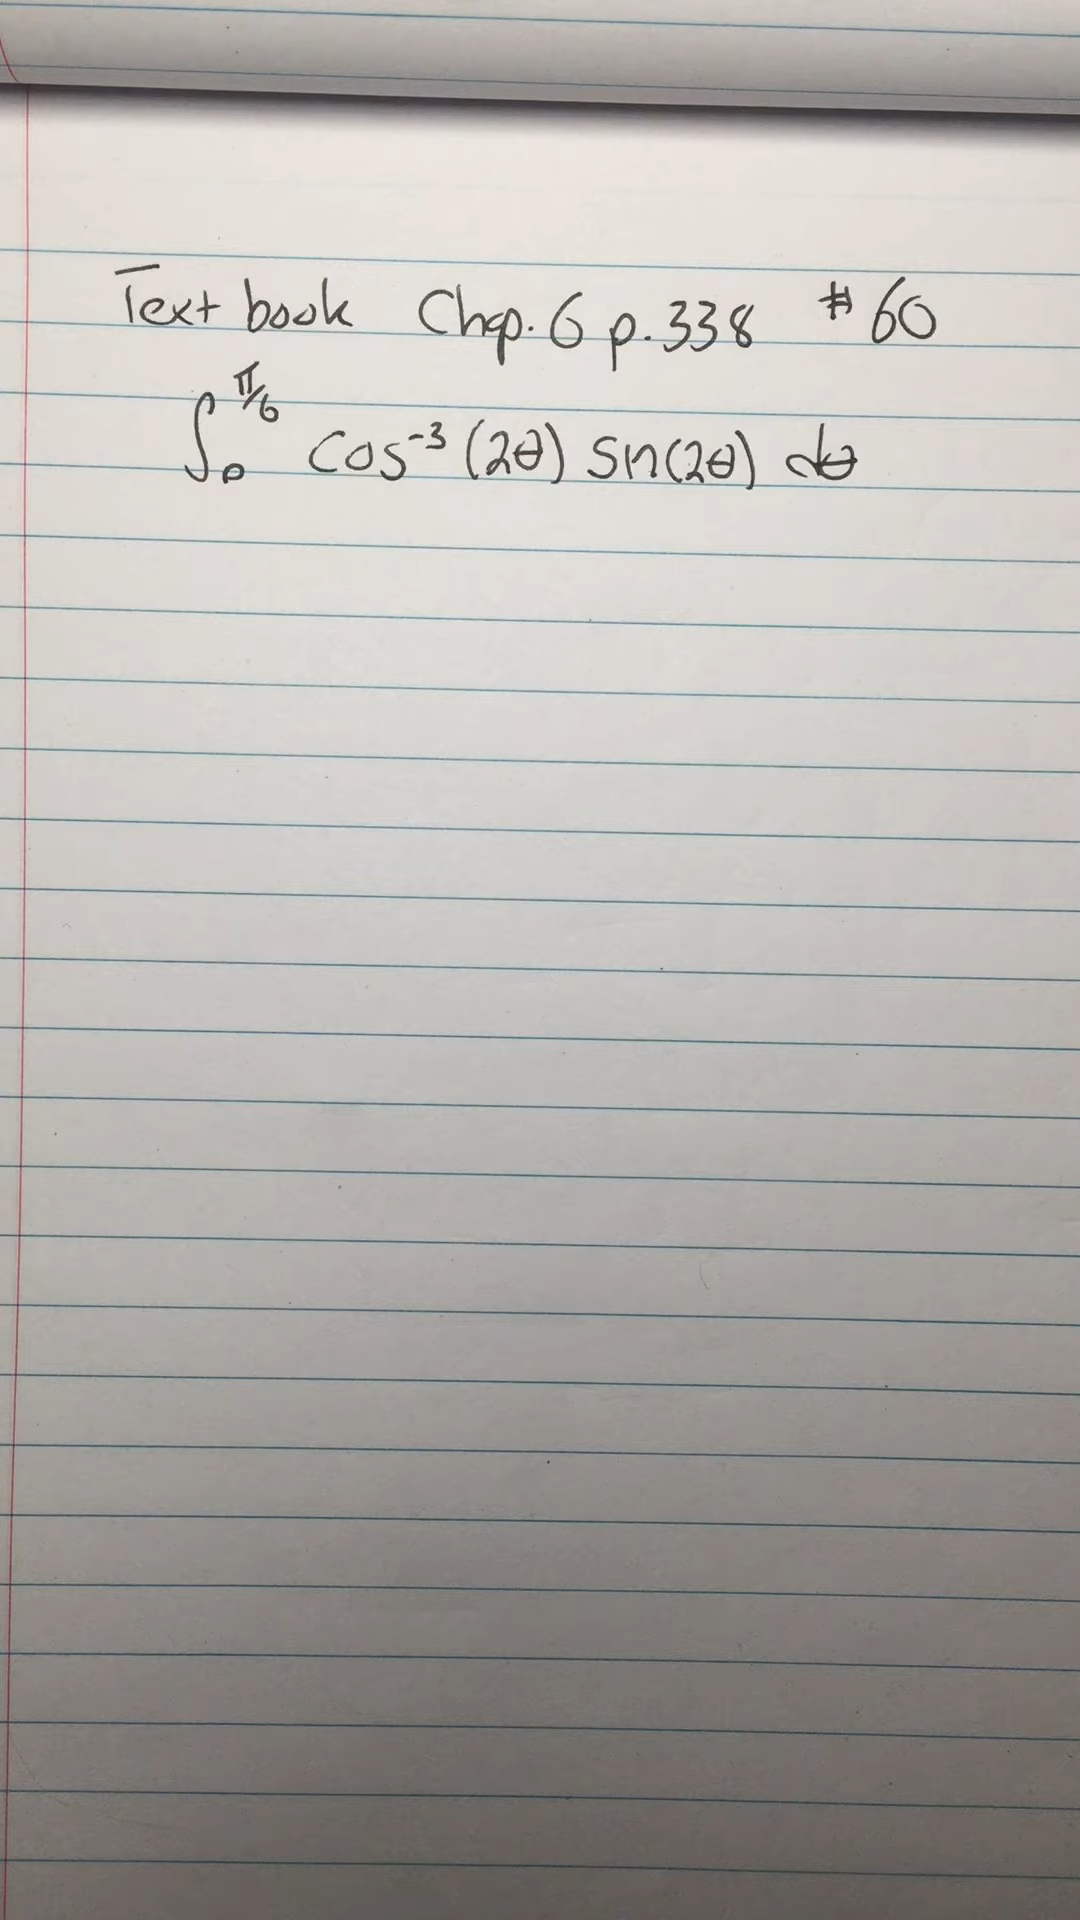 Text book Chap. 6 p. 338 #60
∫₀^π/6 cos⁻³ (2θ) sin(2θ) dθ